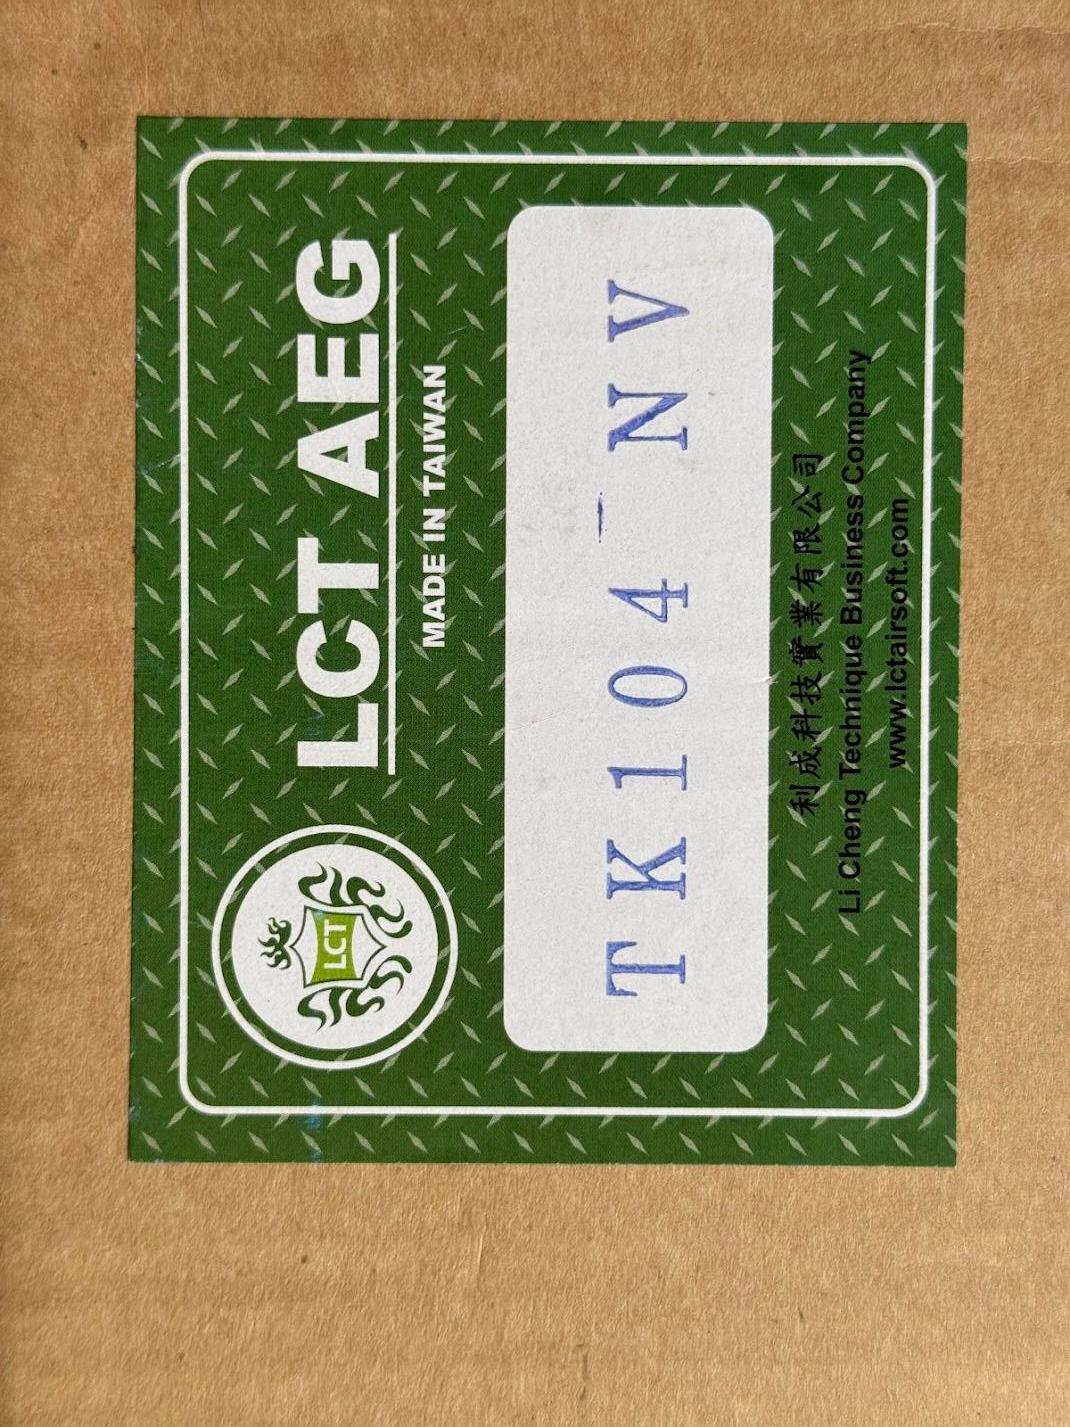 LCT
LCT AEG
MADE IN TAIWAN
TK104-NV
利成科技實業有限公司
Li Cheng Technique Business Company
www.lctairsoft.com